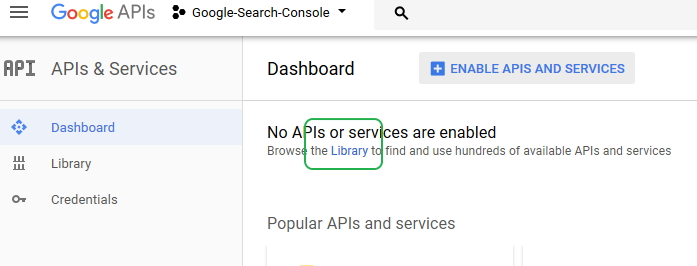 Google APIs
Google-Search-Console
API APIs & Services
Dashboard
ENABLE APIS AND SERVICES
Dashboard
Library
Credentials
No APIs or services are enabled
Browse the Library to find and use hundreds of available APIs and services
Popular APIs and services